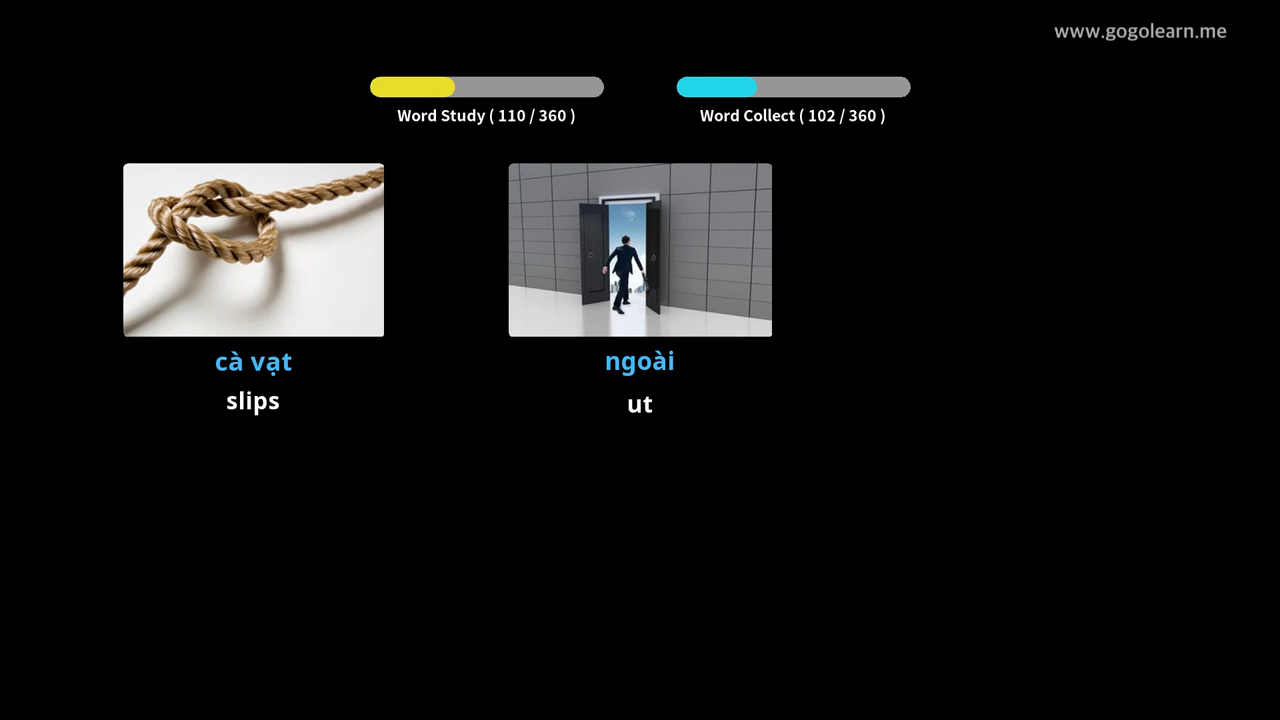 www.gogolearn.me
Word Study ( 110 / 360 )
Word Collect ( 102 / 360 )
cà vạt
ngoài
slips
ut